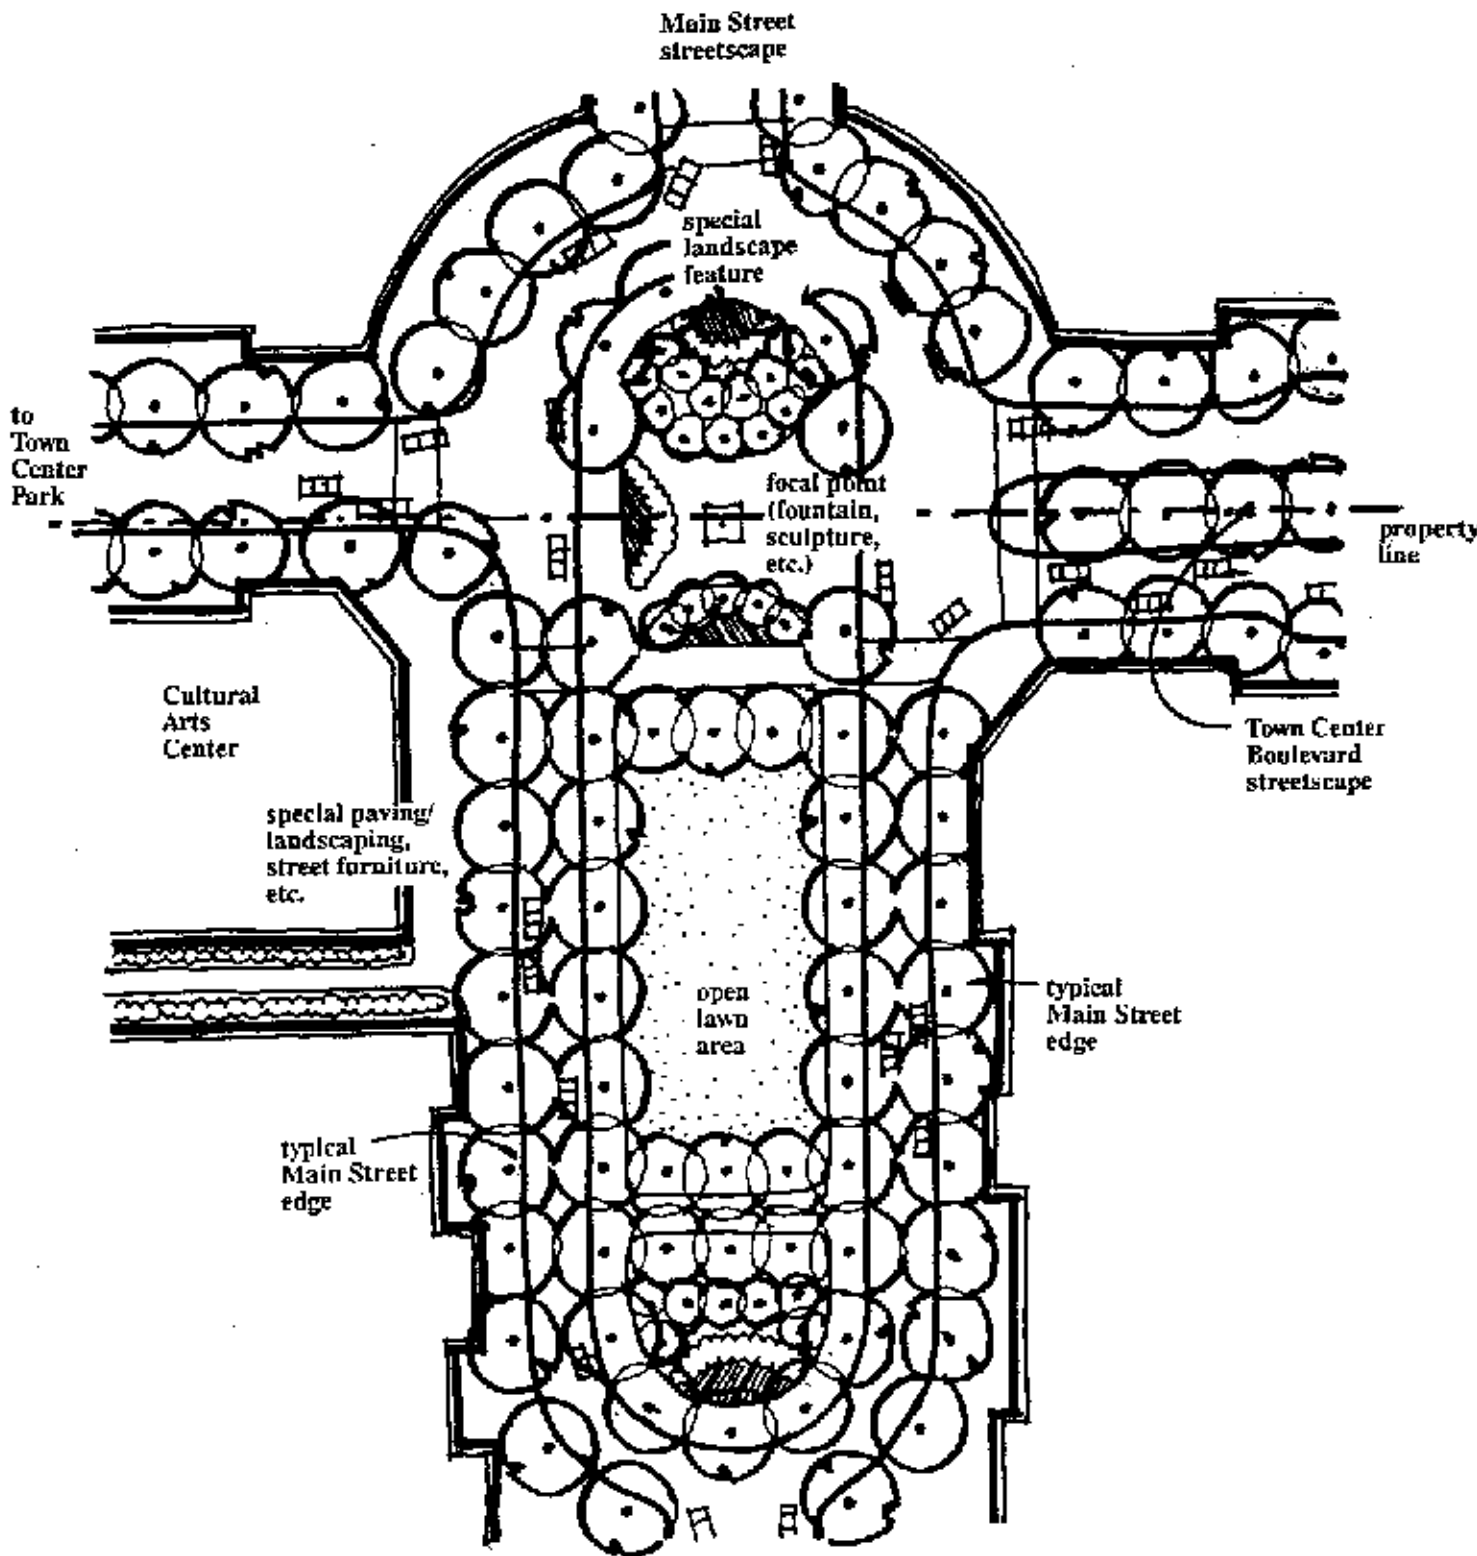 Main Street
streetscape
special
landscape
feature
to
Town
Center
Park
focal point
(fountain,
sculpture,
etc.)
property
line
Cultural
Arts
Center
Town Center
Boulevard
streetscape
special paving/
landscaping,
street furniture,
etc.
open
lawn
area
typical
Main Street
edge
typical
Main Street
edge